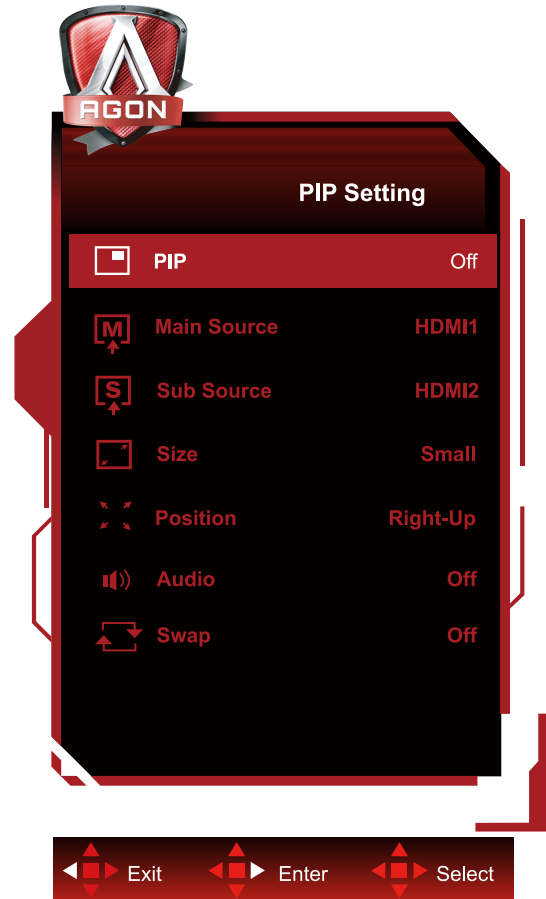 AGON
PIP Setting
PIP Off
M Main Source HDMI1
S Sub Source HDMI2
Size Small
Position Right-Up
Audio Off
Swap Off
Exit Enter Select